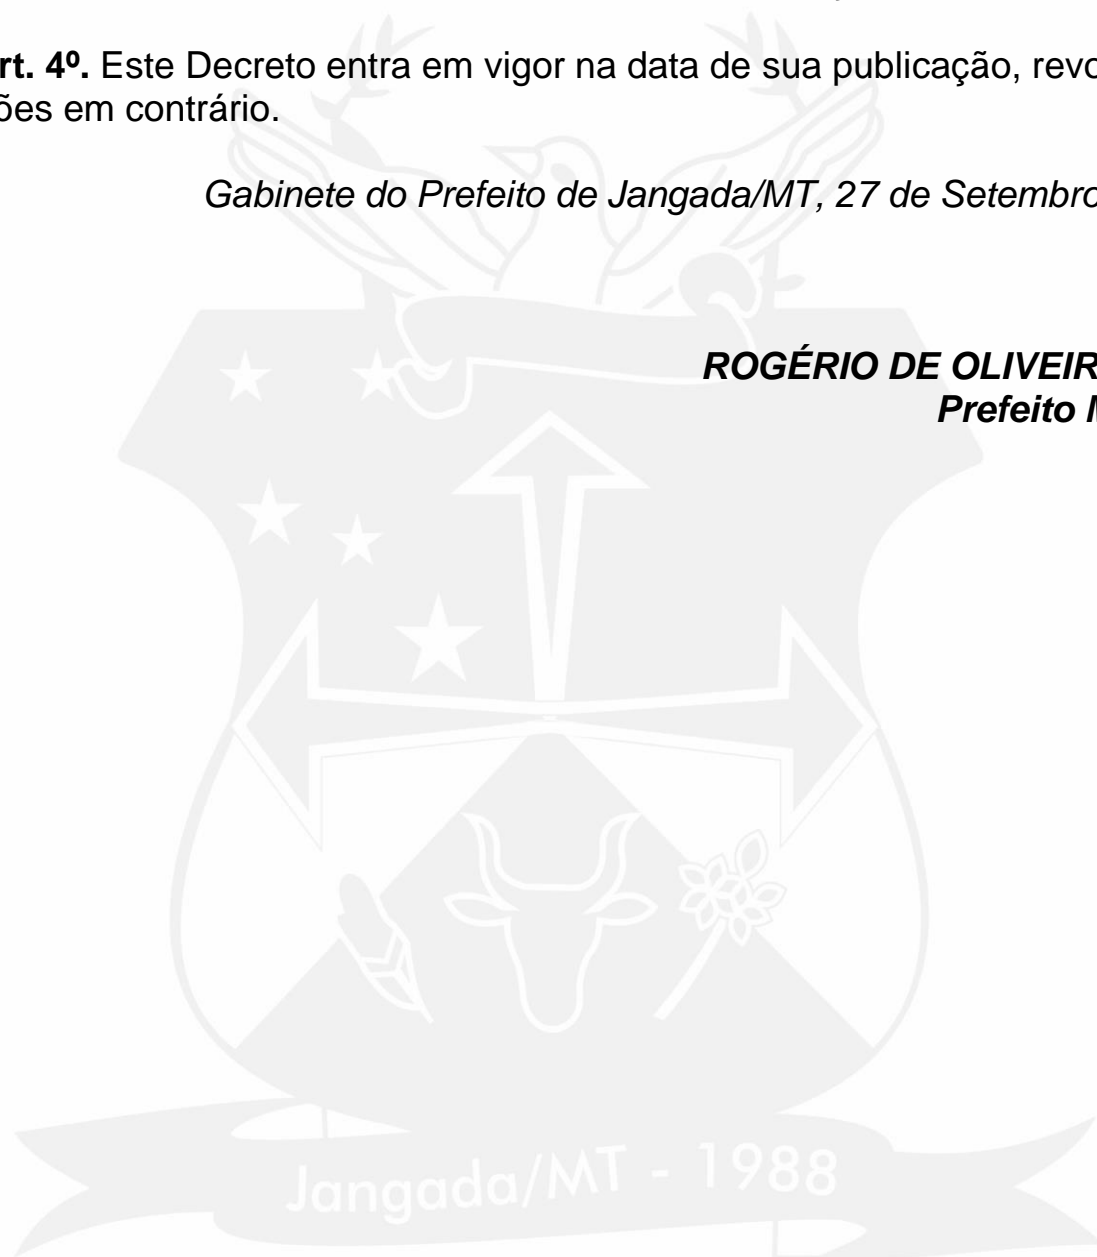 rt. 4º. Este Decreto entra em vigor na data de sua publicação, revo
ões em contrário.
Gabinete do Prefeito de Jangada/MT, 27 de Setembro
ROGÉRIO DE OLIVEIR
Prefeito M
Jangada/MT - 1988